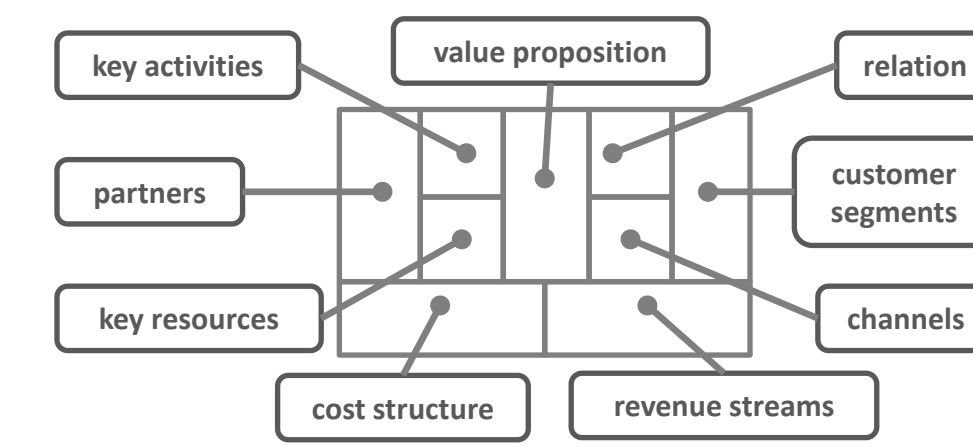 key activities
value proposition
relation
partners
customer
segments
key resources
channels
cost structure
revenue streams